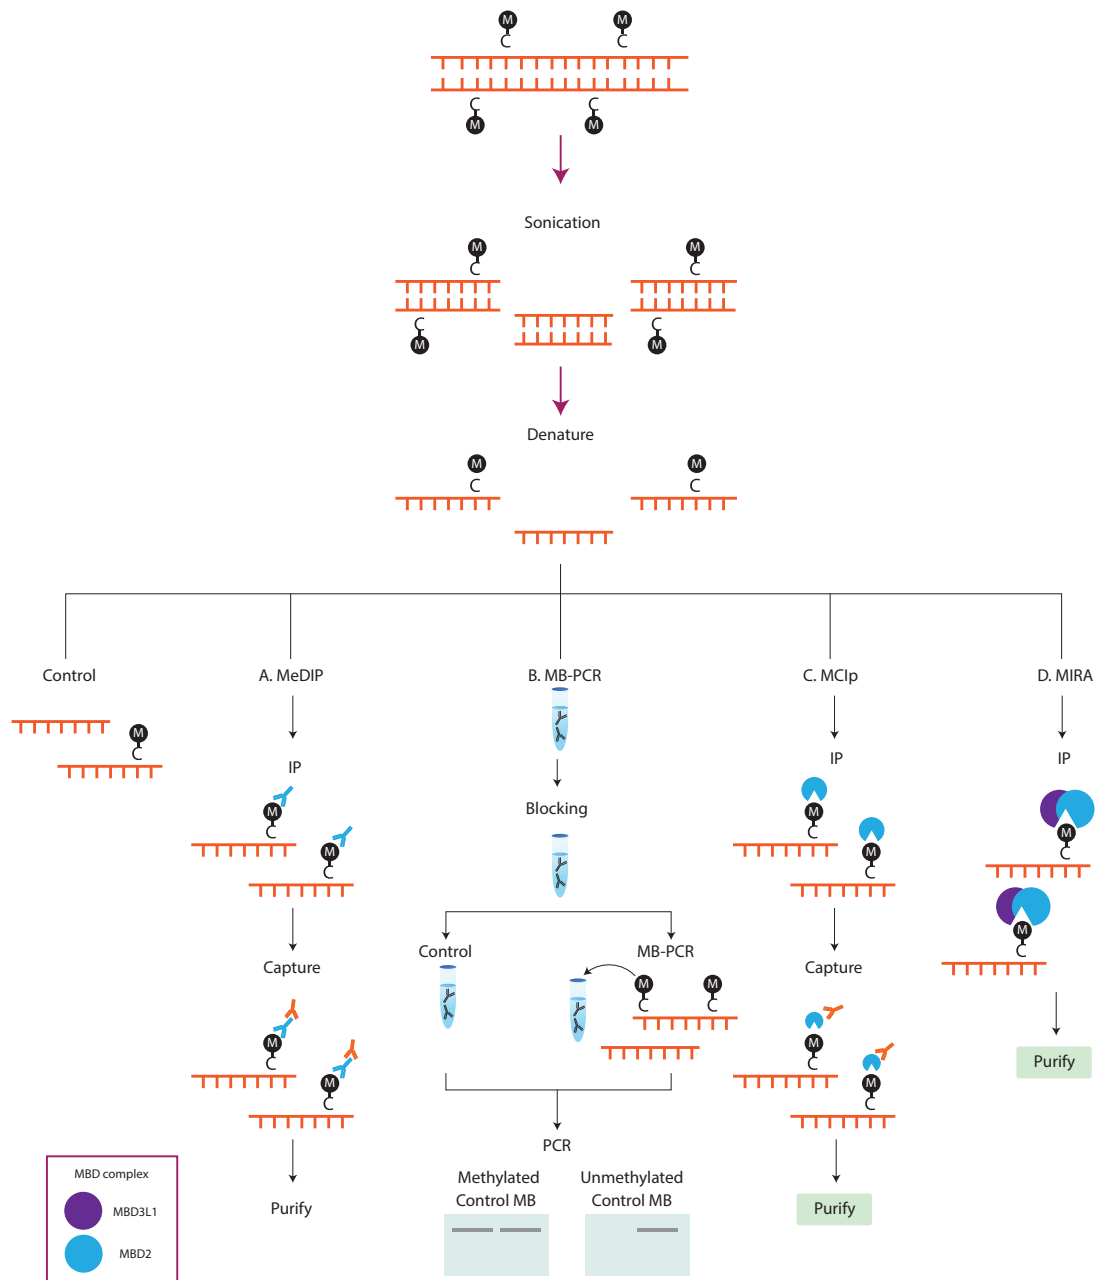 M
M
C
C
C
C
M
M
Sonication
M
M
C
C
C
C
M
M
Denature
M
M
C
C
Control
A. MeDIP
B. MB-PCR
C. MCIp
D. MIRA
M
C
IP
M
C
M
C
Capture
M
C
M
C
Purify
Blocking
Control
MB-PCR
M
M
C
C
PCR
Methylated
Control MB
Unmethylated
Control MB
IP
M
C
M
C
Capture
M
C
M
C
Purify
IP
M
C
M
C
Purify
MBD complex
MBD3L1
MBD2